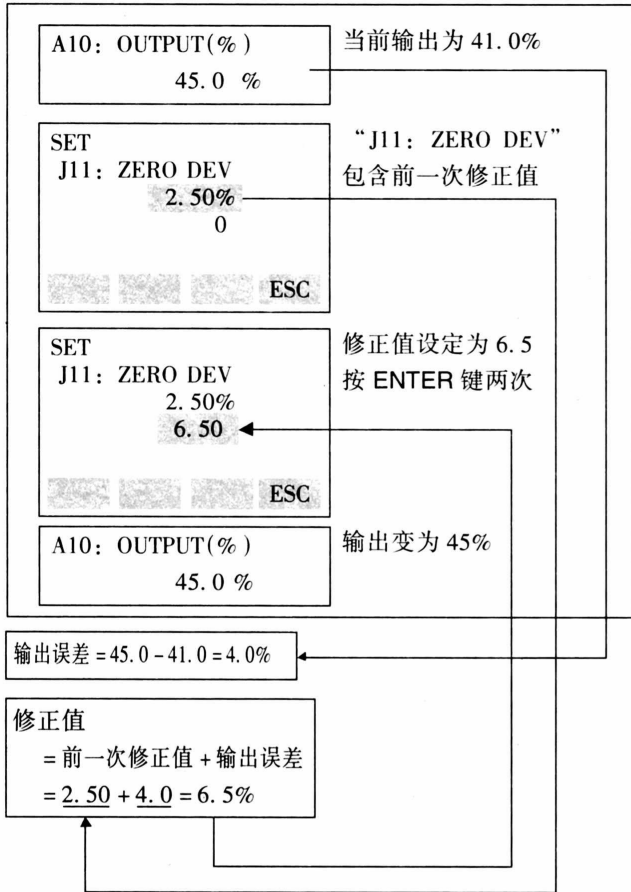 A10: OUTPUT(%)
45.0 %
当前输出为 41.0%
SET
J11: ZERO DEV
2.50%
0
ESC
“J11: ZERO DEV”
包含前一次修正值
SET
J11: ZERO DEV
2.50%
6.50
ESC
修正值设定为 6.5
按 ENTER 键两次
A10: OUTPUT(%)
45.0 %
输出变为 45%
输出误差=45.0-41.0=4.0%
修正值
=前一次修正值+输出误差
=2.50+4.0=6.5%